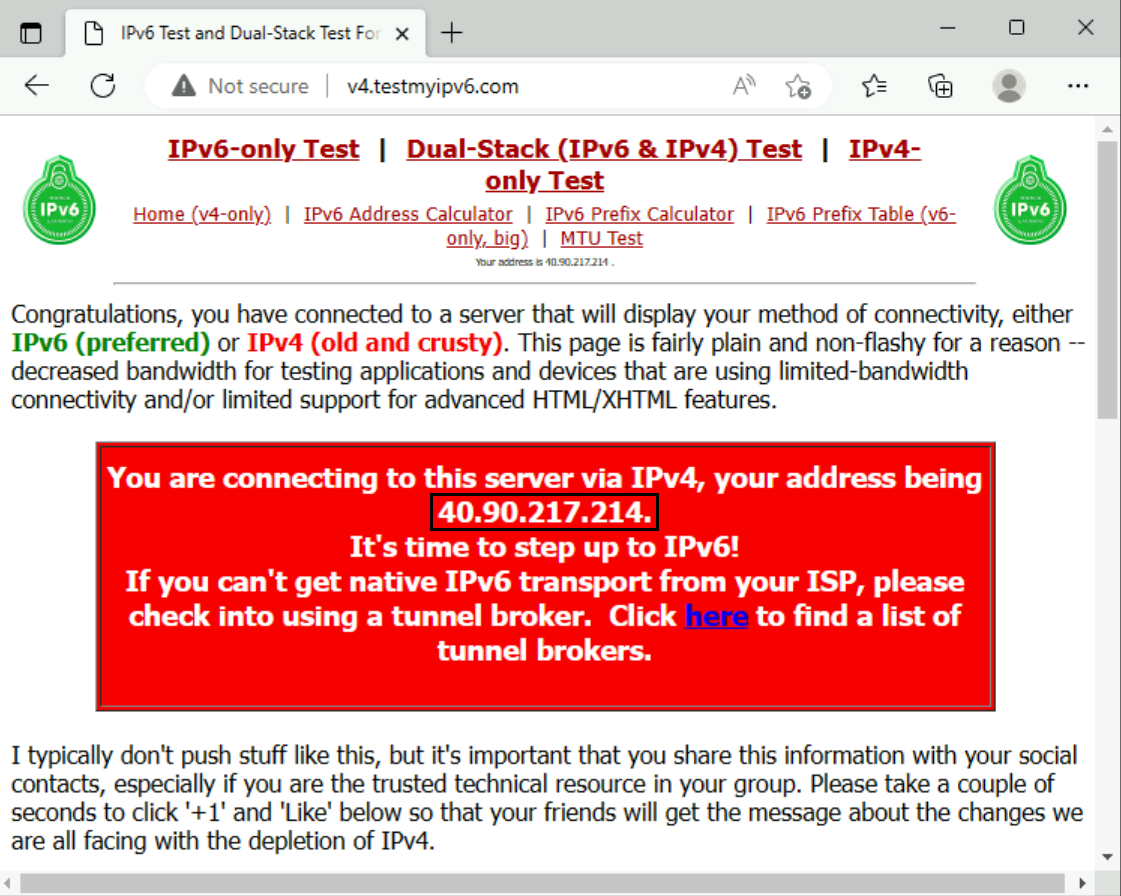 IPv6 Test and Dual-Stack Test For
Not secure | v4.testmyipv6.com
IPv6-only Test | Dual-Stack (IPv6 & IPv4) Test | IPv4-
only Test
IPv6
IPv6
Home (v4-only) | IPv6 Address Calculator | IPv6 Prefix Calculator | IPv6 Prefix Table (v6-
only, big) | MTU Test
Your address is 40.90.217.214 .
Congratulations, you have connected to a server that will display your method of connectivity, either
IPv6 (preferred) or IPv4 (old and crusty). This page is fairly plain and non-flashy for a reason --
decreased bandwidth for testing applications and devices that are using limited-bandwidth
connectivity and/or limited support for advanced HTML/XHTML features.
You are connecting to this server via IPv4, your address being
40.90.217.214.
It's time to step up to IPv6!
If you can't get native IPv6 transport from your ISP, please
check into using a tunnel broker.  Click here to find a list of
tunnel brokers.
I typically don't push stuff like this, but it's important that you share this information with your social
contacts, especially if you are the trusted technical resource in your group. Please take a couple of
seconds to click '+1' and 'Like' below so that your friends will get the message about the changes we
are all facing with the depletion of IPv4.